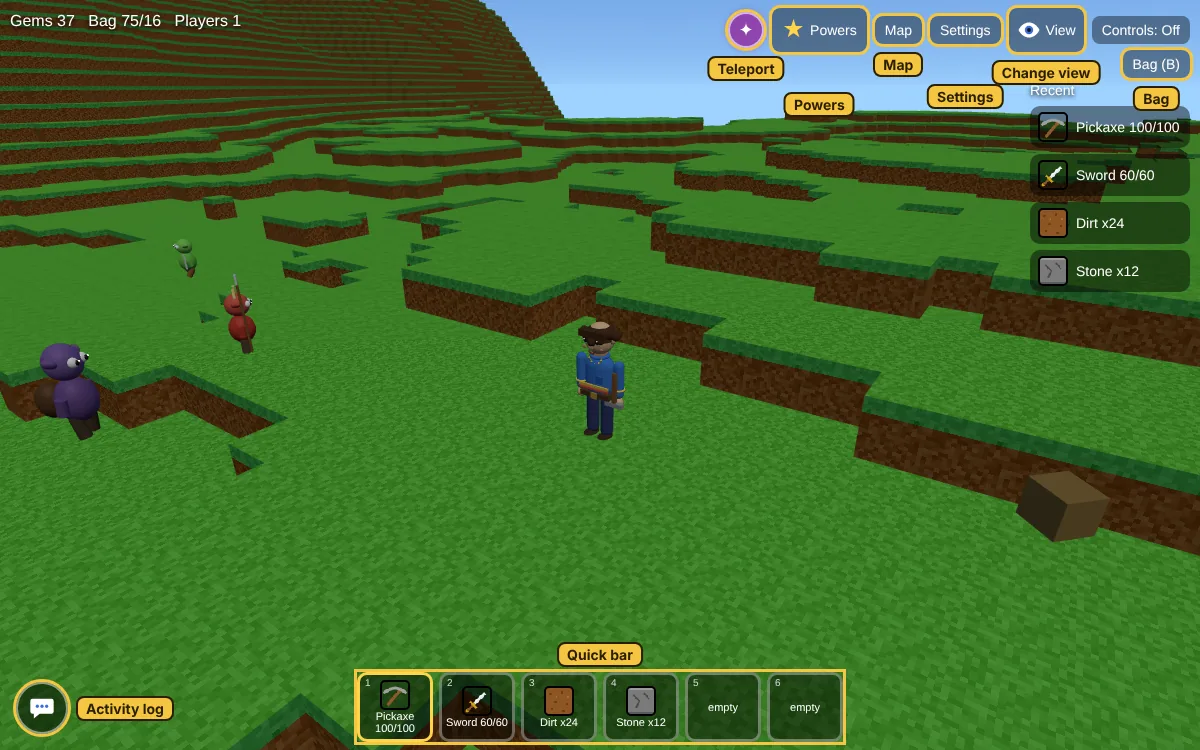 Gems 37 Bag 75/16 Players 1
Powers
Map
Settings
View
Controls: Off
Teleport
Map
Change view
Bag (B)
Powers
Settings
Recent
Bag
Pickaxe 100/100
Sword 60/60
Dirt x24
Stone x12
Quick bar
Activity log
1
Pickaxe
100/100
2
Sword 60/60
3
Dirt x24
4
Stone x12
5
empty
6
empty